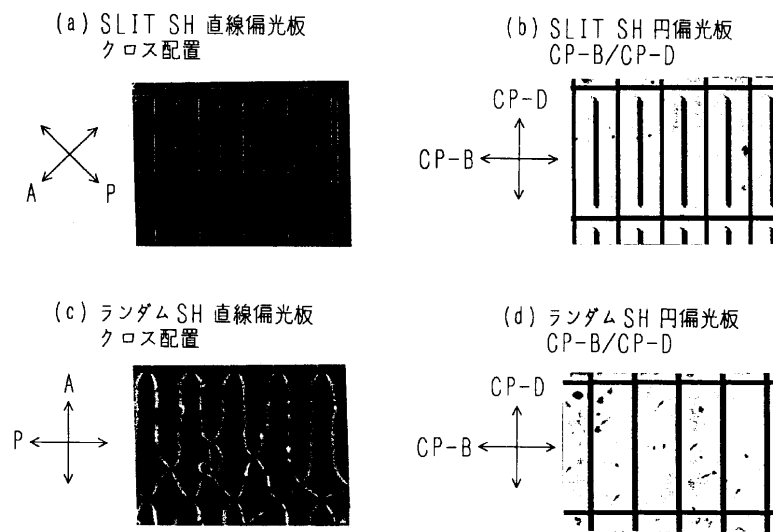 (a) SLIT SH 直線偏光板
クロス配置
A
P
(b) SLIT SH 円偏光板
CP-B/CP-D
CP-D
CP-B
(c) ランダム SH 直線偏光板
クロス配置
A
P
(d) ランダム SH 円偏光板
CP-B/CP-D
CP-D
CP-B